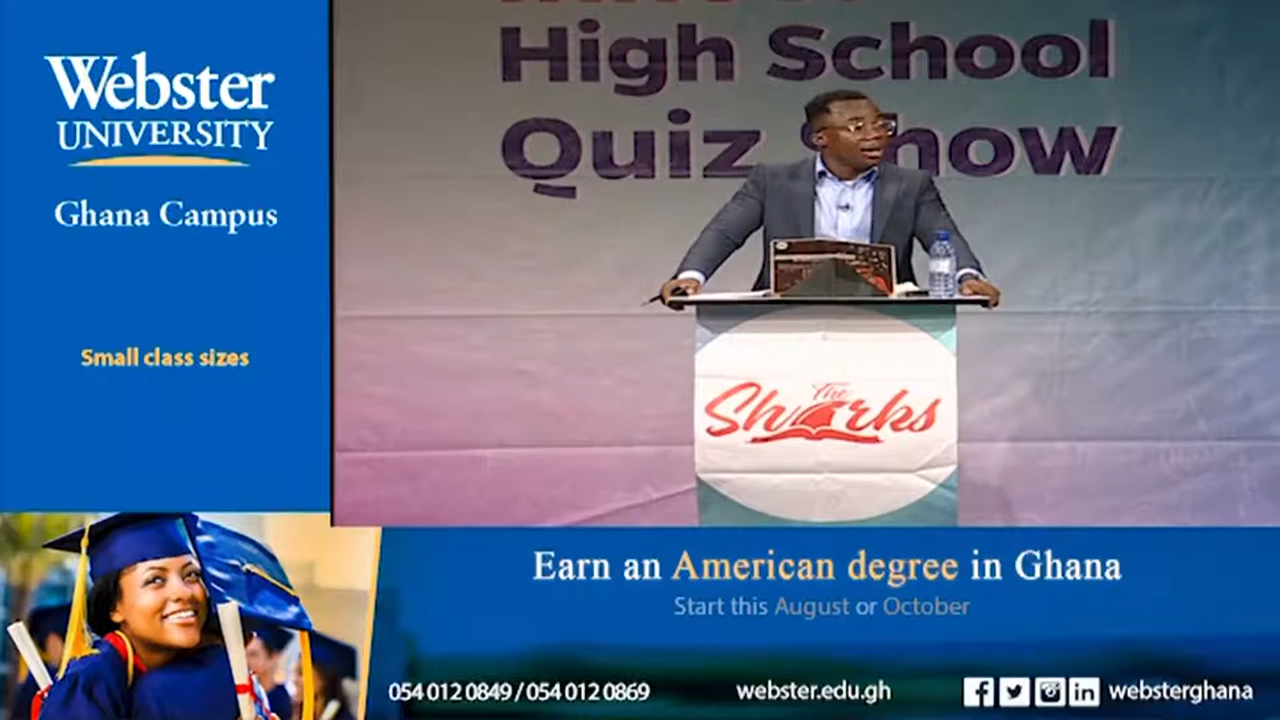 Webster
UNIVERSITY
Ghana Campus
Small class sizes
High School
Quiz Show
The
Sharks
Earn an American degree in Ghana
Start this August or October
054 012 0849 / 054 012 0869
webster.edu.gh
websterghana